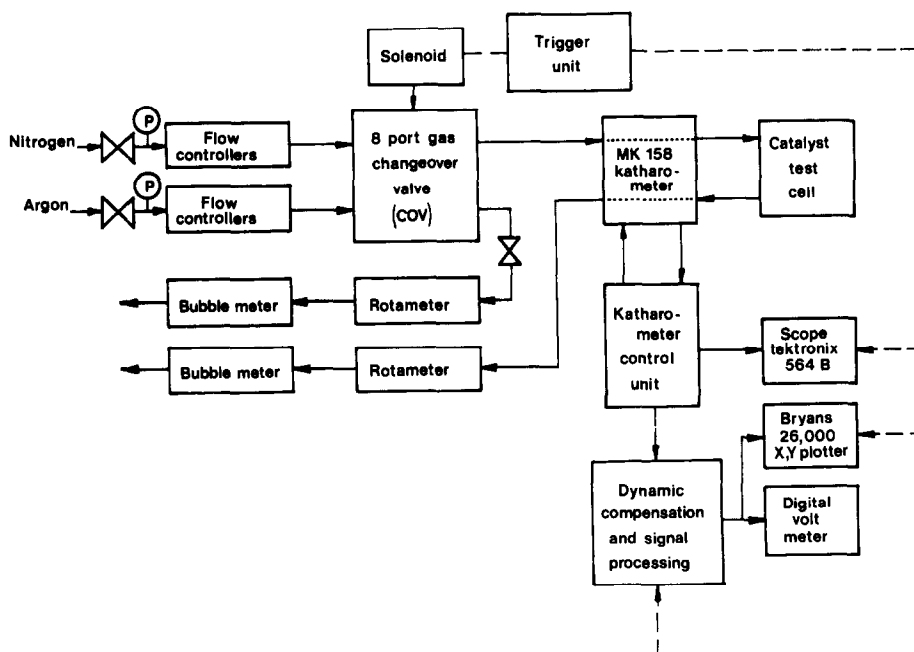 Solenoid
Trigger
unit
Nitrogen
P
Flow
controllers
8 port gas
changeover
valve
(COV)
MK 158
katharo-
meter
Catalyst
test
cell
Argon
P
Flow
controllers
Bubble meter
Rotameter
Bubble meter
Rotameter
Katharo-
meter
control
unit
Scope
tektronix
564 B
Bryans
26,000
X,Y plotter
Dynamic
compensation
and signal
processing
Digital
volt
meter